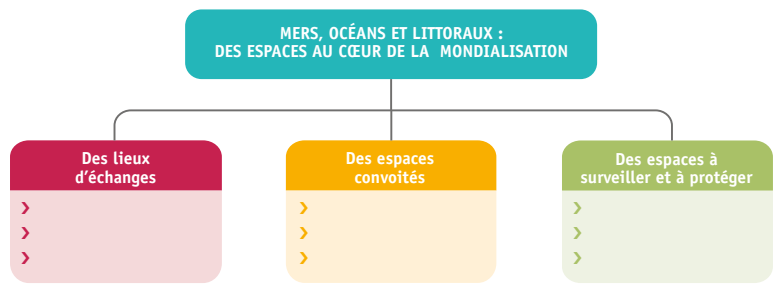 MERS, OCÉANS ET LITTORAUX :
DES ESPACES AU CŒUR DE LA MONDIALISATION
Des lieux
d'échanges
›
›
›
Des espaces
convoités
›
›
›
Des espaces à
surveiller et à protéger
›
›
›